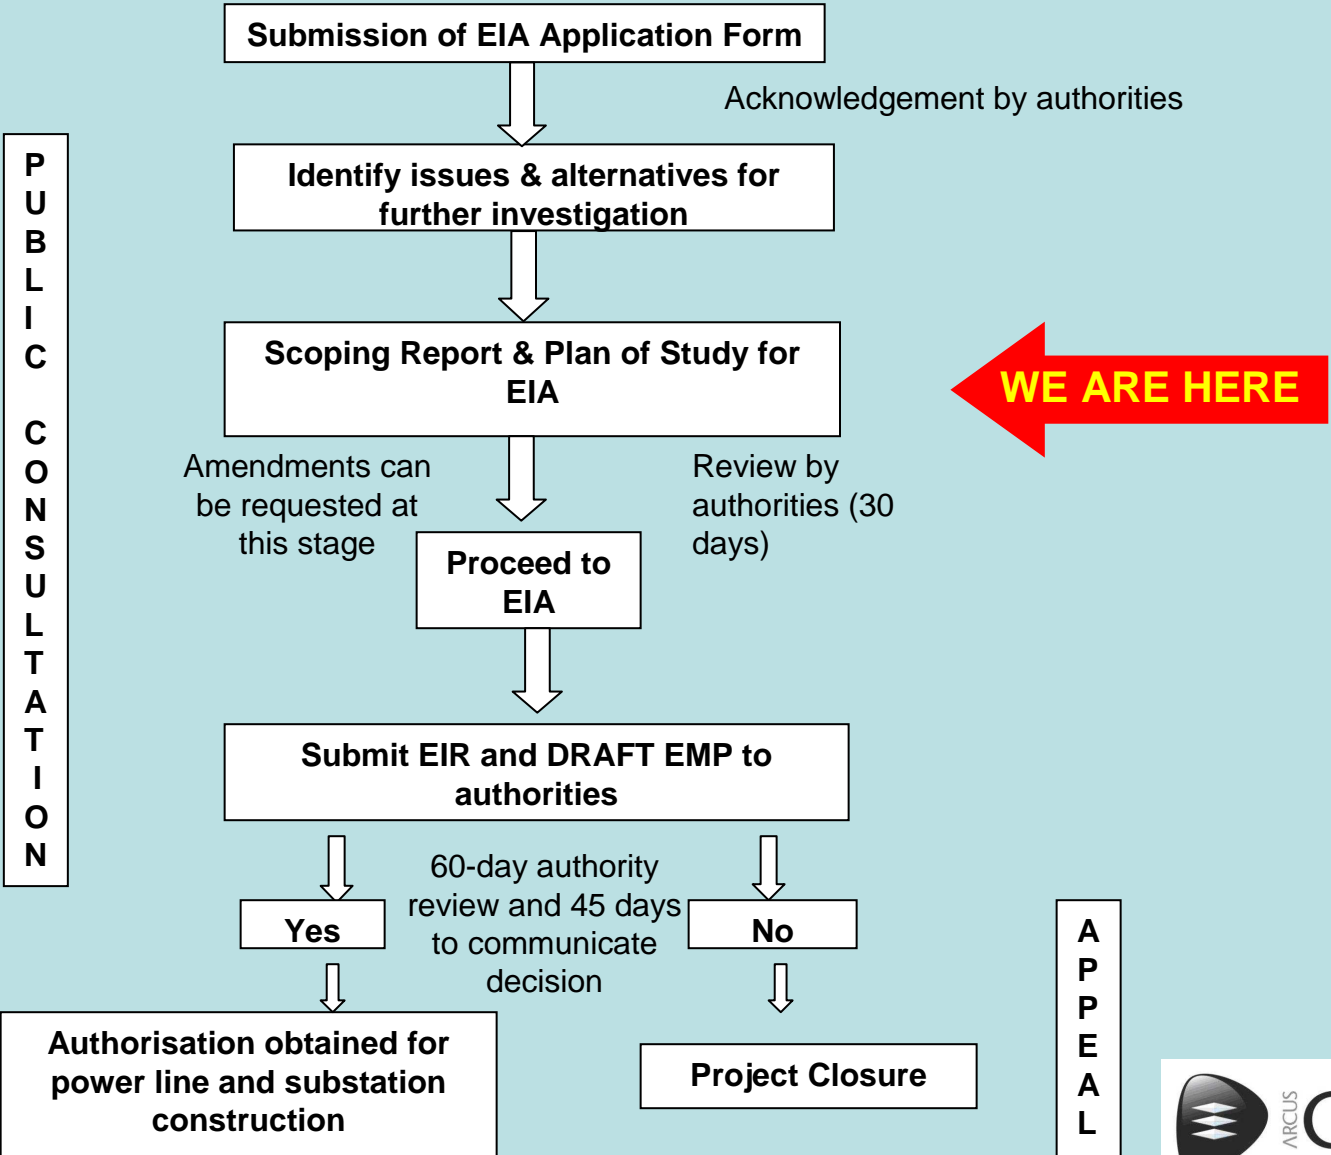 Submission of EIA Application Form
Acknowledgement by authorities
PUBLIC CONSULTATION
Identify issues & alternatives for
further investigation
Scoping Report & Plan of Study for
EIA
WE ARE HERE
Amendments can
be requested at
this stage
Review by
authorities (30
days)
Proceed to
EIA
Submit EIR and DRAFT EMP to
authorities
60-day authority
review and 45 days
to communicate
decision
Yes
No
Authorisation obtained for
power line and substation
construction
Project Closure
APPEAL
ARCUS